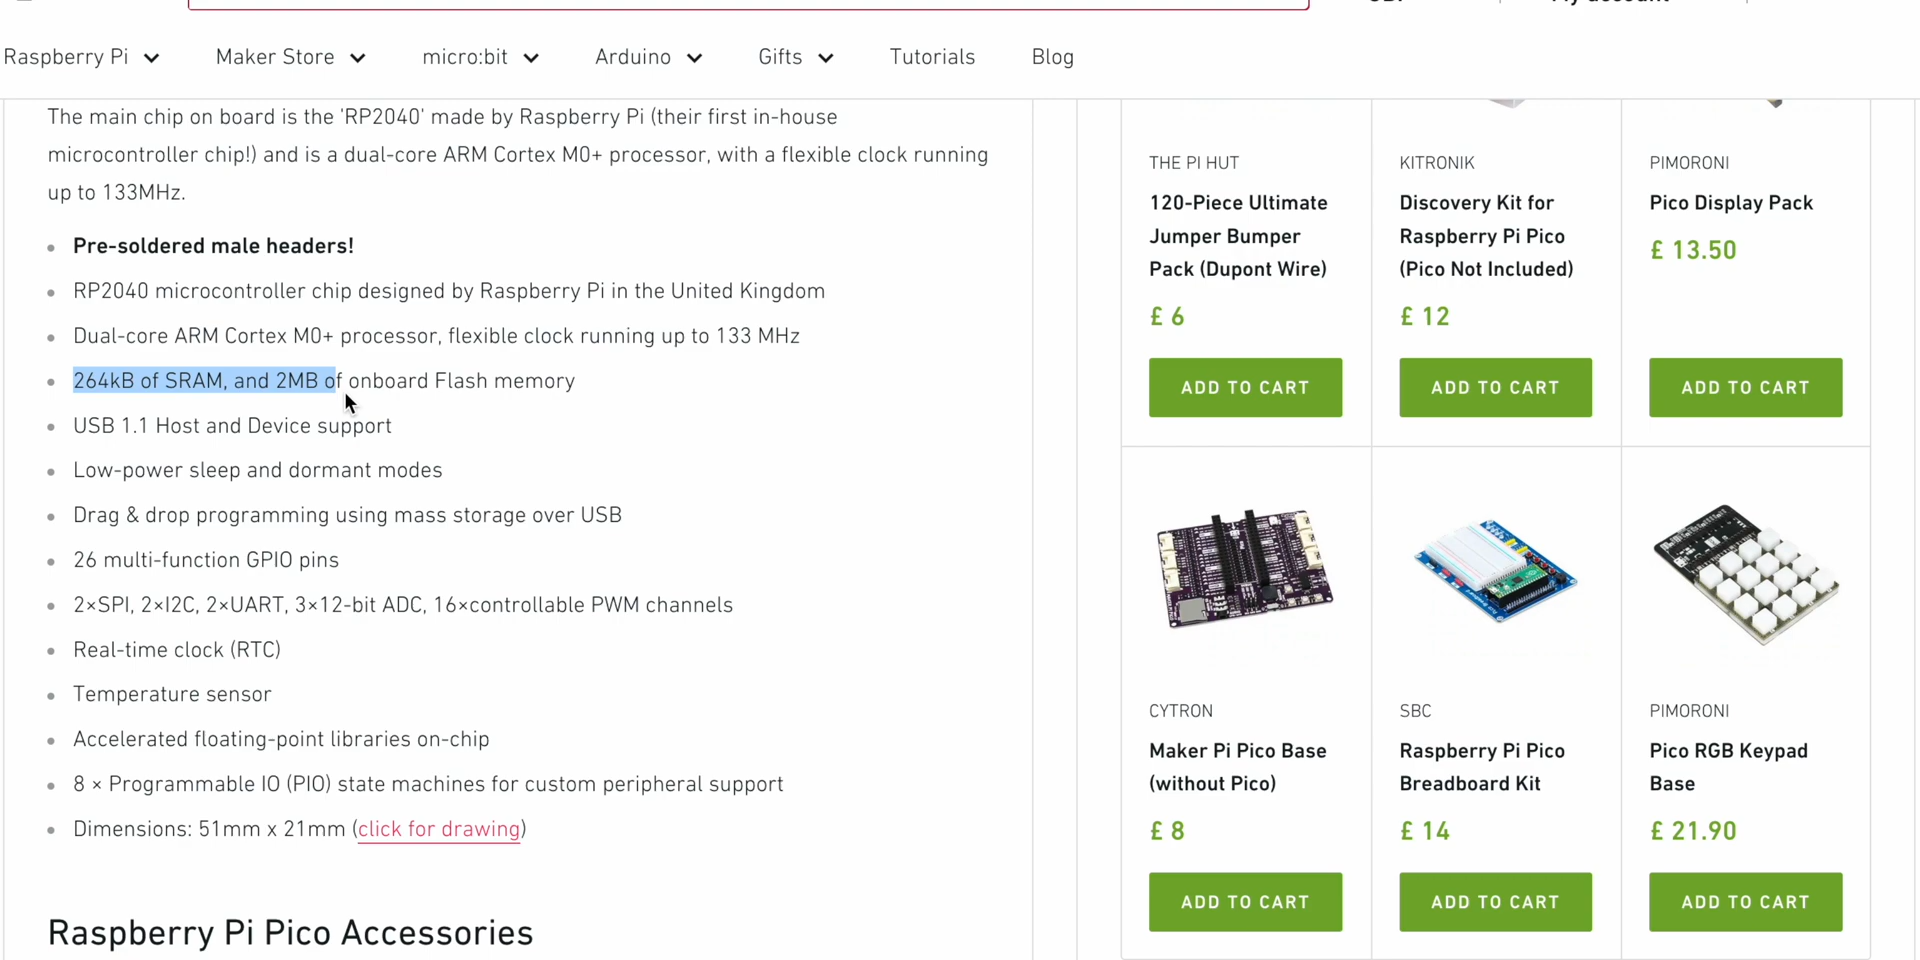 Raspberry Pi Maker Store micro:bit Arduino Gifts Tutorials Blog
The main chip on board is the 'RP2040' made by Raspberry Pi (their first in-house
microcontroller chip!) and is a dual-core ARM Cortex M0+ processor, with a flexible clock running
up to 133MHz.
Pre-soldered male headers!
RP2040 microcontroller chip designed by Raspberry Pi in the United Kingdom
Dual-core ARM Cortex M0+ processor, flexible clock running up to 133 MHz
264kB of SRAM, and 2MB of onboard Flash memory
USB 1.1 Host and Device support
Low-power sleep and dormant modes
Drag & drop programming using mass storage over USB
26 multi-function GPIO pins
2×SPI, 2×I2C, 2×UART, 3×12-bit ADC, 16×controllable PWM channels
Real-time clock (RTC)
Temperature sensor
Accelerated floating-point libraries on-chip
8 × Programmable IO (PIO) state machines for custom peripheral support
Dimensions: 51mm x 21mm (click for drawing)
Raspberry Pi Pico Accessories
THE PI HUT
120-Piece Ultimate
Jumper Bumper
Pack (Dupont Wire)
£ 6
ADD TO CART
KITRONIK
Discovery Kit for
Raspberry Pi Pico
(Pico Not Included)
£ 12
ADD TO CART
PIMORONI
Pico Display Pack
£ 13.50
ADD TO CART
CYTRON
Maker Pi Pico Base
(without Pico)
£ 8
ADD TO CART
SBC
Raspberry Pi Pico
Breadboard Kit
£ 14
ADD TO CART
PIMORONI
Pico RGB Keypad
Base
£ 21.90
ADD TO CART